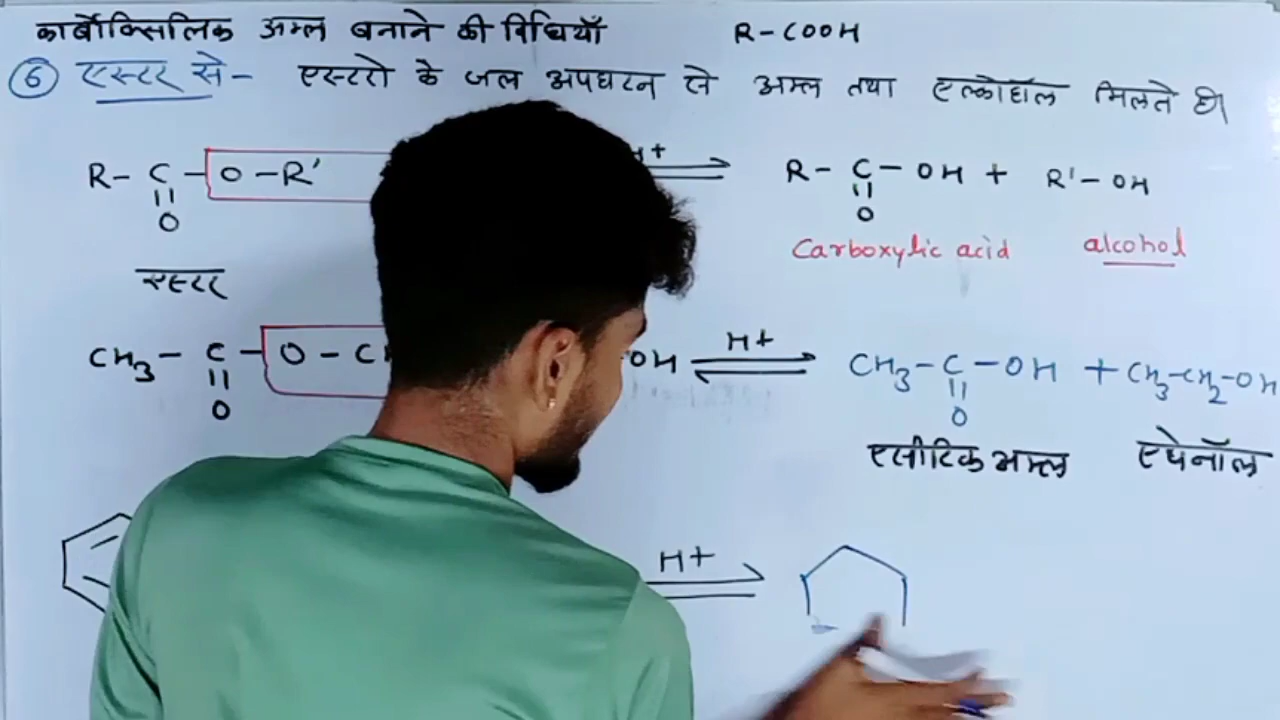 कार्बोक्सिलिक अम्ल बनाने की विधियाँ R-COOH
6 एस्टर से- एस्टरो के जल अपघटन से अम्ल तथा एल्कोहॉल मिलते है।
R- C -O -R' H+ R- C - OH + R'- OH
|| ||
O O
एस्टर Carboxylic acid alcohol
CH3- C -O - C OH H+ CH3-C -OH + CH3-CH2-OH
|| ||
O O
एसीटिक अम्ल एथेनॉल
H+